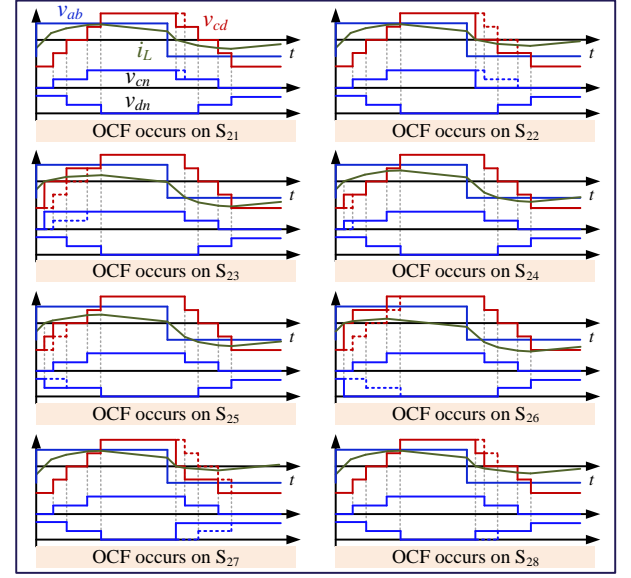 v_ab v_cd
i_L t t
v_cn
v_dn
OCF occurs on S_21 OCF occurs on S_22
t t
OCF occurs on S_23 OCF occurs on S_24
t t
OCF occurs on S_25 OCF occurs on S_26
t t
OCF occurs on S_27 OCF occurs on S_28